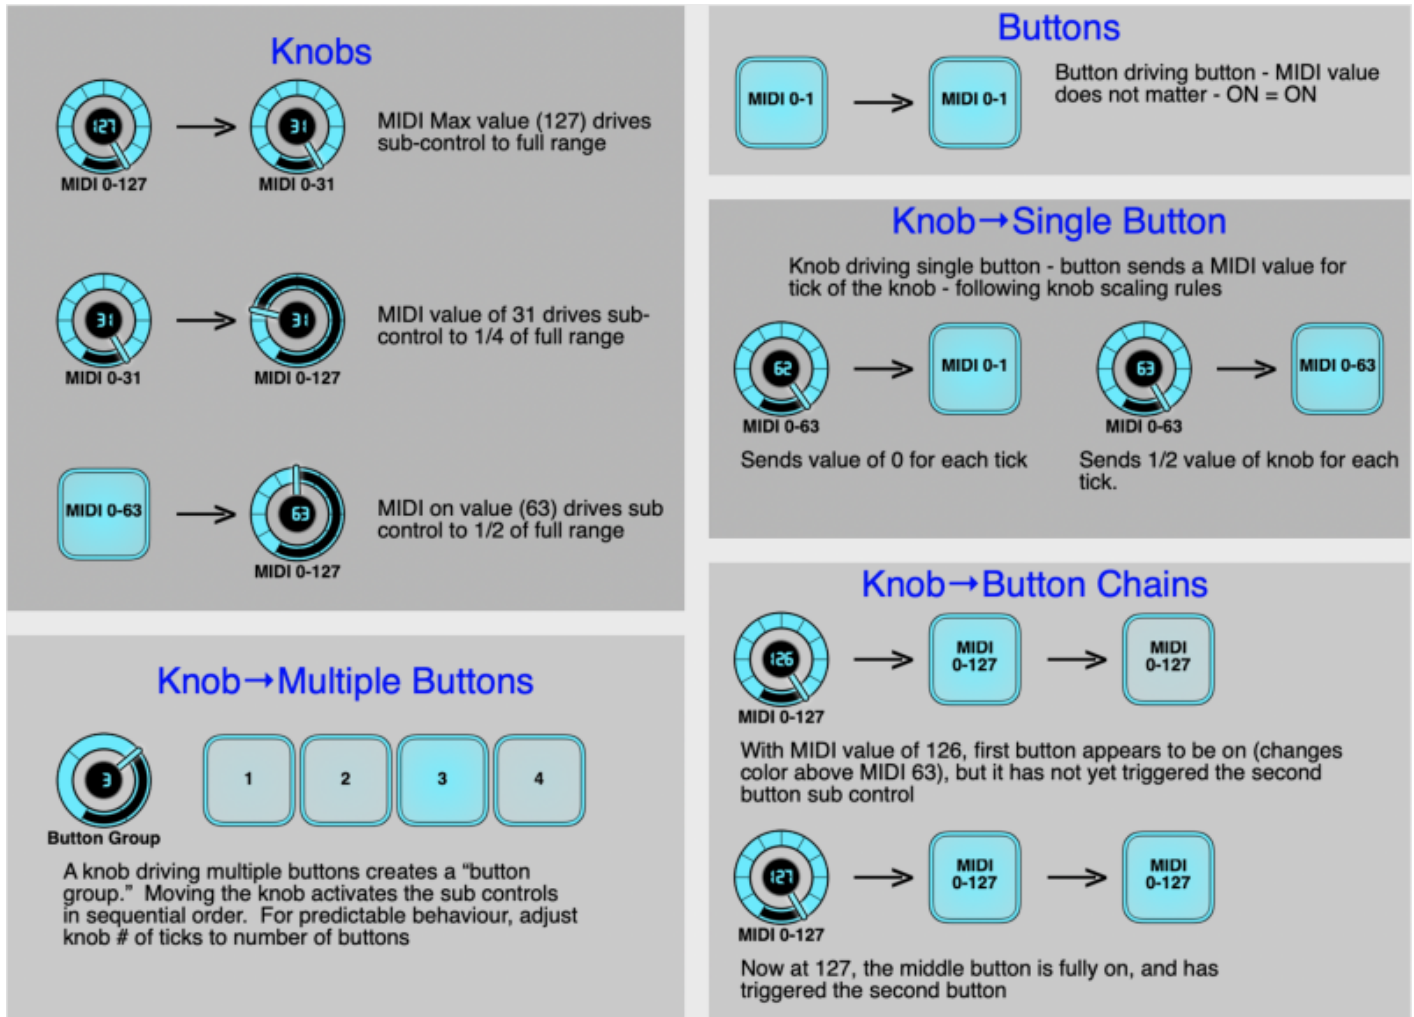 Knobs
127
31
MIDI 0-127
MIDI 0-31
MIDI Max value (127) drives
sub-control to full range
31
31
MIDI 0-31
MIDI 0-127
MIDI value of 31 drives sub-
control to 1/4 of full range
MIDI 0-63
63
MIDI 0-127
MIDI on value (63) drives sub
control to 1/2 of full range
Knob→Multiple Buttons
3
Button Group
1
2
3
4
A knob driving multiple buttons creates a “button
group.” Moving the knob activates the sub controls
in sequential order. For predictable behaviour, adjust
knob # of ticks to number of buttons
Buttons
MIDI 0-1
MIDI 0-1
Button driving button - MIDI value
does not matter - ON = ON
Knob→Single Button
Knob driving single button - button sends a MIDI value for
tick of the knob - following knob scaling rules
62
MIDI 0-63
MIDI 0-1
Sends value of 0 for each tick
63
MIDI 0-63
MIDI 0-63
Sends 1/2 value of knob for each
tick.
Knob→Button Chains
126
MIDI 0-127
MIDI
0-127
MIDI
0-127
With MIDI value of 126, first button appears to be on (changes
color above MIDI 63), but it has not yet triggered the second
button sub control
127
MIDI 0-127
MIDI
0-127
MIDI
0-127
Now at 127, the middle button is fully on, and has
triggered the second button